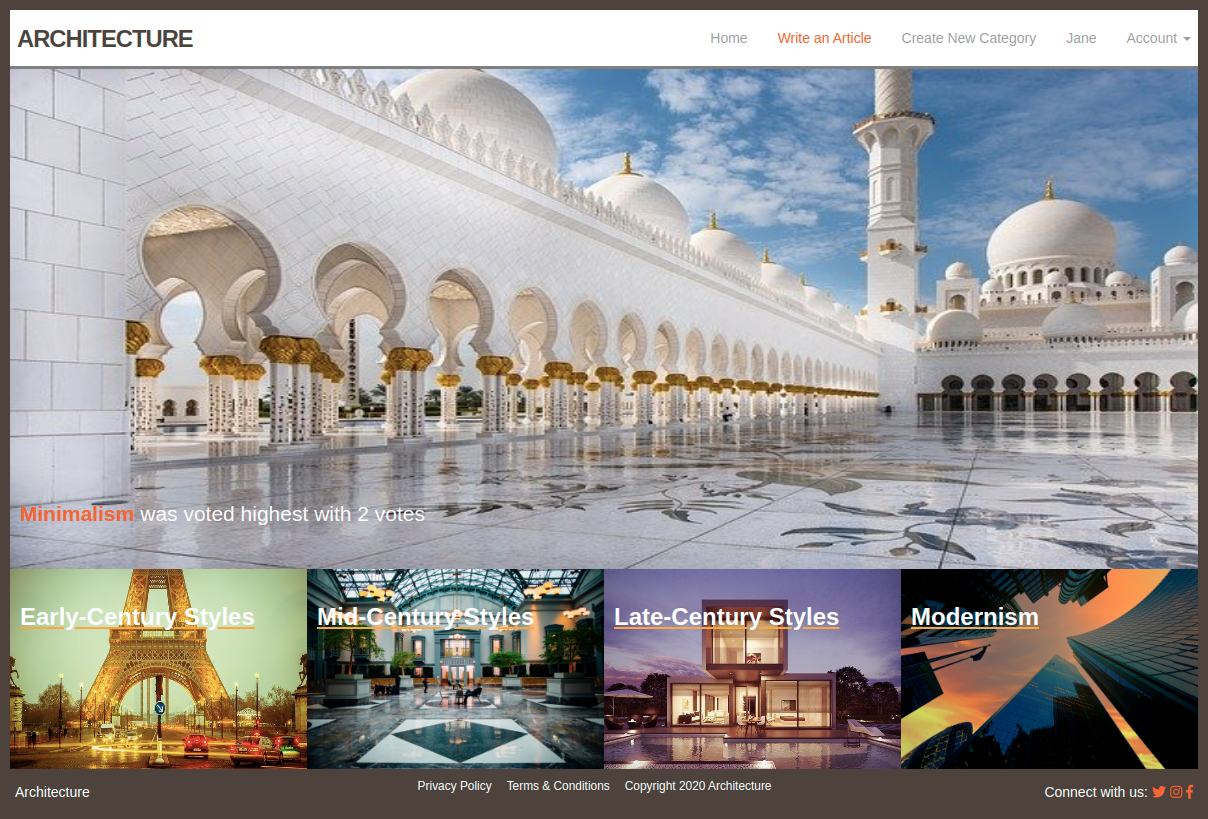 ARCHITECTURE
Home Write an Article Create New Category Jane Account
Minimalism was voted highest with 2 votes
Early-Century Styles Mid-Century Styles Late-Century Styles Modernism
Architecture Privacy Policy Terms & Conditions Copyright 2020 Architecture Connect with us: